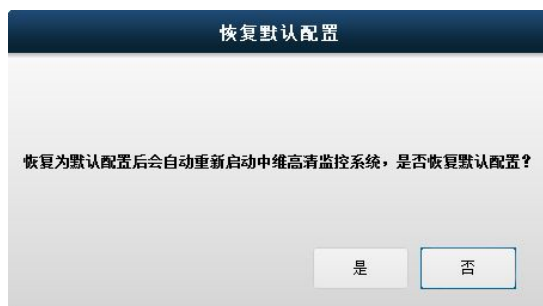 恢复默认配置
恢复为默认配置后会自动重新启动中维高清监控系统，是否恢复默认配置？
是
否